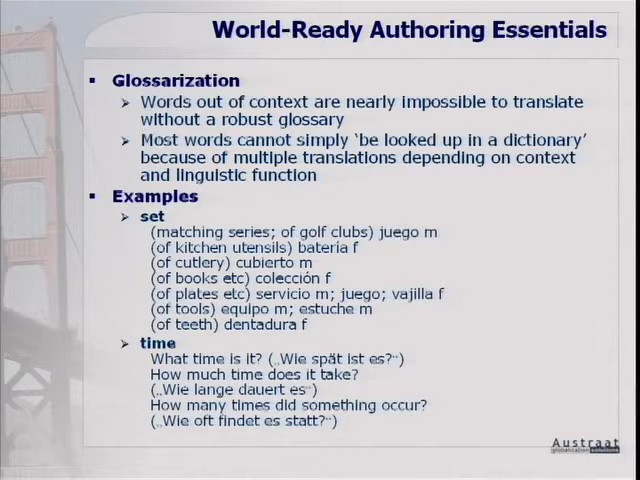 World-Ready Authoring Essentials
Glossarization
Words out of context are nearly impossible to translate
without a robust glossary
Most words cannot simply ‘be looked up in a dictionary’
because of multiple translations depending on context
and linguistic function
Examples
set
(matching series; of golf clubs) juego m
(of kitchen utensils) batería f
(of cutlery) cubierto m
(of books etc) colección f
(of plates etc) servicio m; juego; vajilla f
(of tools) equipo m; estuche m
(of teeth) dentadura f
time
What time is it? („Wie spät ist es?“)
How much time does it take?
(„Wie lange dauert es“)
How many times did something occur?
(„Wie oft findet es statt?“)
Austraat
globalisation solutions